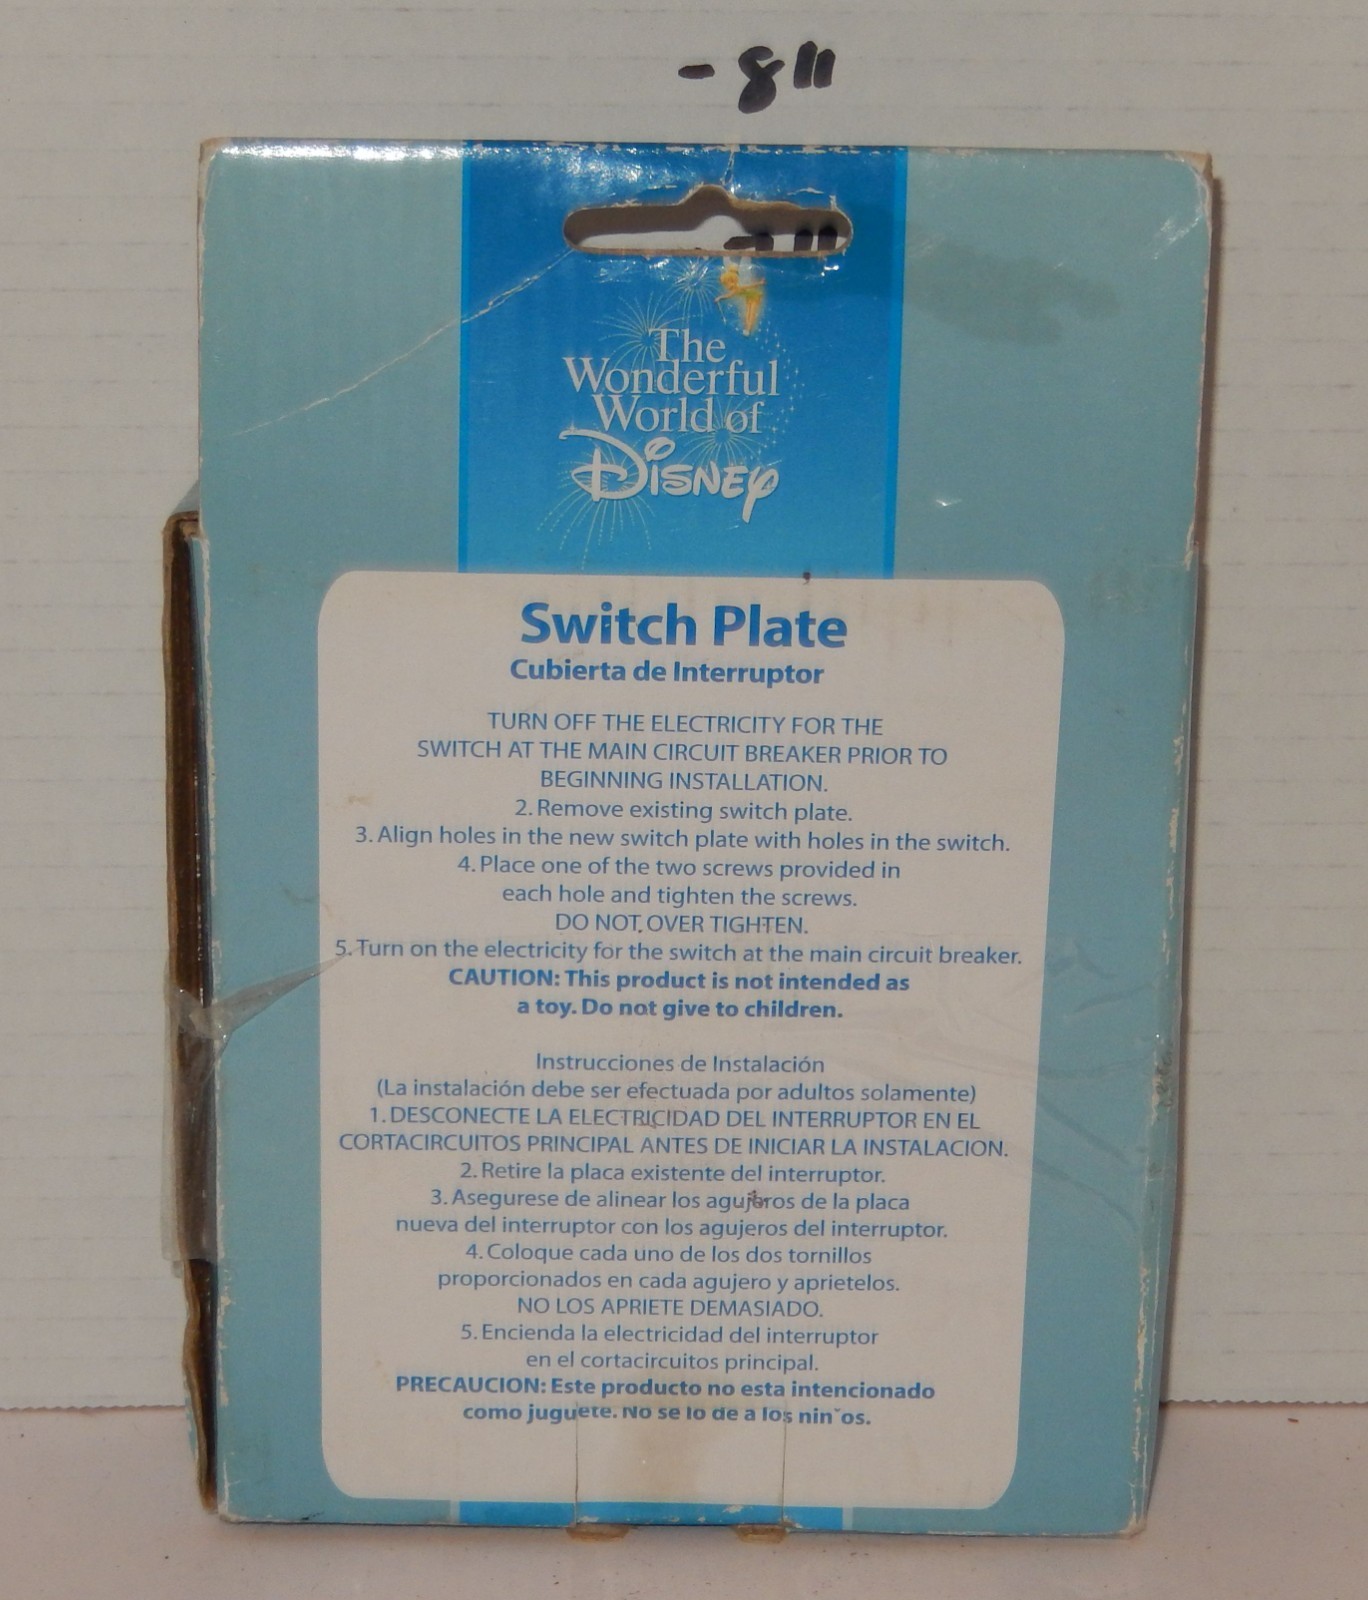 - 8"
"
The
Wonderful
World of
Disney
Switch Plate
Cubierta de Interruptor
TURN OFF THE ELECTRICITY FOR THE
SWITCH AT THE MAIN CIRCUIT BREAKER PRIOR TO
BEGINNING INSTALLATION.
2. Remove existing switch plate.
3. Align holes in the new switch plate with holes in the switch.
4. Place one of the two screws provided in
each hole and tighten the screws.
DO NOT OVER TIGHTEN.
5. Turn on the electricity for the switch at the main circuit breaker.
CAUTION: This product is not intended as
a toy. Do not give to children.
Instrucciones de Instalación
(La instalación debe ser efectuada por adultos solamente)
1. DESCONECTE LA ELECTRICIDAD DEL INTERRUPTOR EN EL
CORTACIRCUITOS PRINCIPAL ANTES DE INICIAR LA INSTALACION.
2. Retire la placa existente del interruptor.
3. Asegurese de alinear los agujeros de la placa
nueva del interruptor con los agujeros del interruptor.
4. Coloque cada uno de los dos tornillos
proporcionados en cada agujero y aprietelos.
NO LOS APRIETE DEMASIADO.
5. Encienda la electricidad del interruptor
en el cortacircuitos principal.
PRECAUCION: Este producto no esta intencionado
como juguete. No se lo de a los nin˜os.